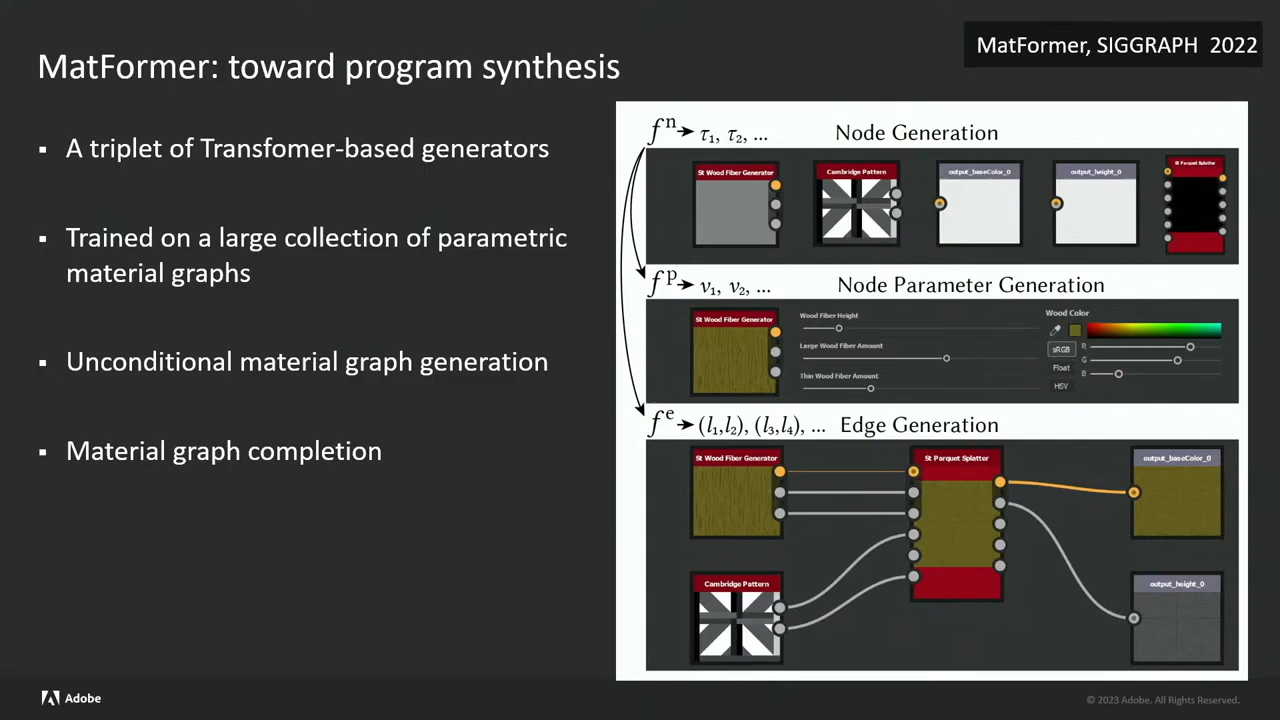 MatFormer: toward program synthesis
MatFormer, SIGGRAPH 2022
▪ A triplet of Transfomer-based generators
▪ Trained on a large collection of parametric
material graphs
▪ Unconditional material graph generation
▪ Material graph completion
fⁿ → τ₁, τ₂, ... Node Generation
St Wood Fiber Generator
Cambridge Pattern
output_baseColor_0
output_height_0
St Parquet Splatter
fᵖ → ν₁, ν₂, ... Node Parameter Generation
St Wood Fiber Generator
Wood Fiber Height
Large Wood Fiber Amount
Thin Wood Fiber Amount
Wood Color
sRGB
Float
HSV
R
G
B
fᵉ → (l₁,l₂), (l₃,l₄), ... Edge Generation
St Wood Fiber Generator
St Parquet Splatter
output_baseColor_0
Cambridge Pattern
output_height_0
Adobe
© 2023 Adobe. All Rights Reserved.